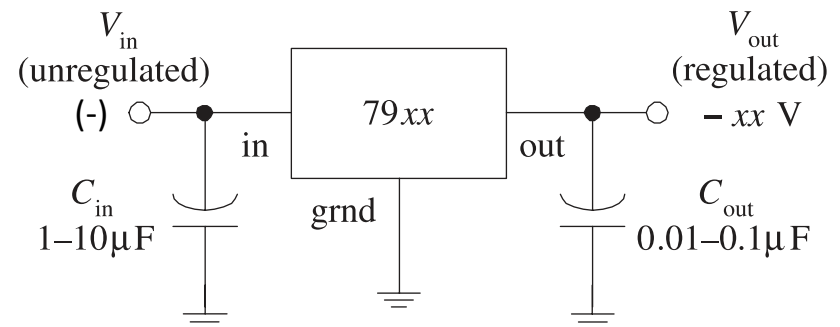 V_in
(unregulated)
(-)
79xx
in
out
grnd
V_out
(regulated)
– xx V
C_in
1–10μF
C_out
0.01–0.1μF